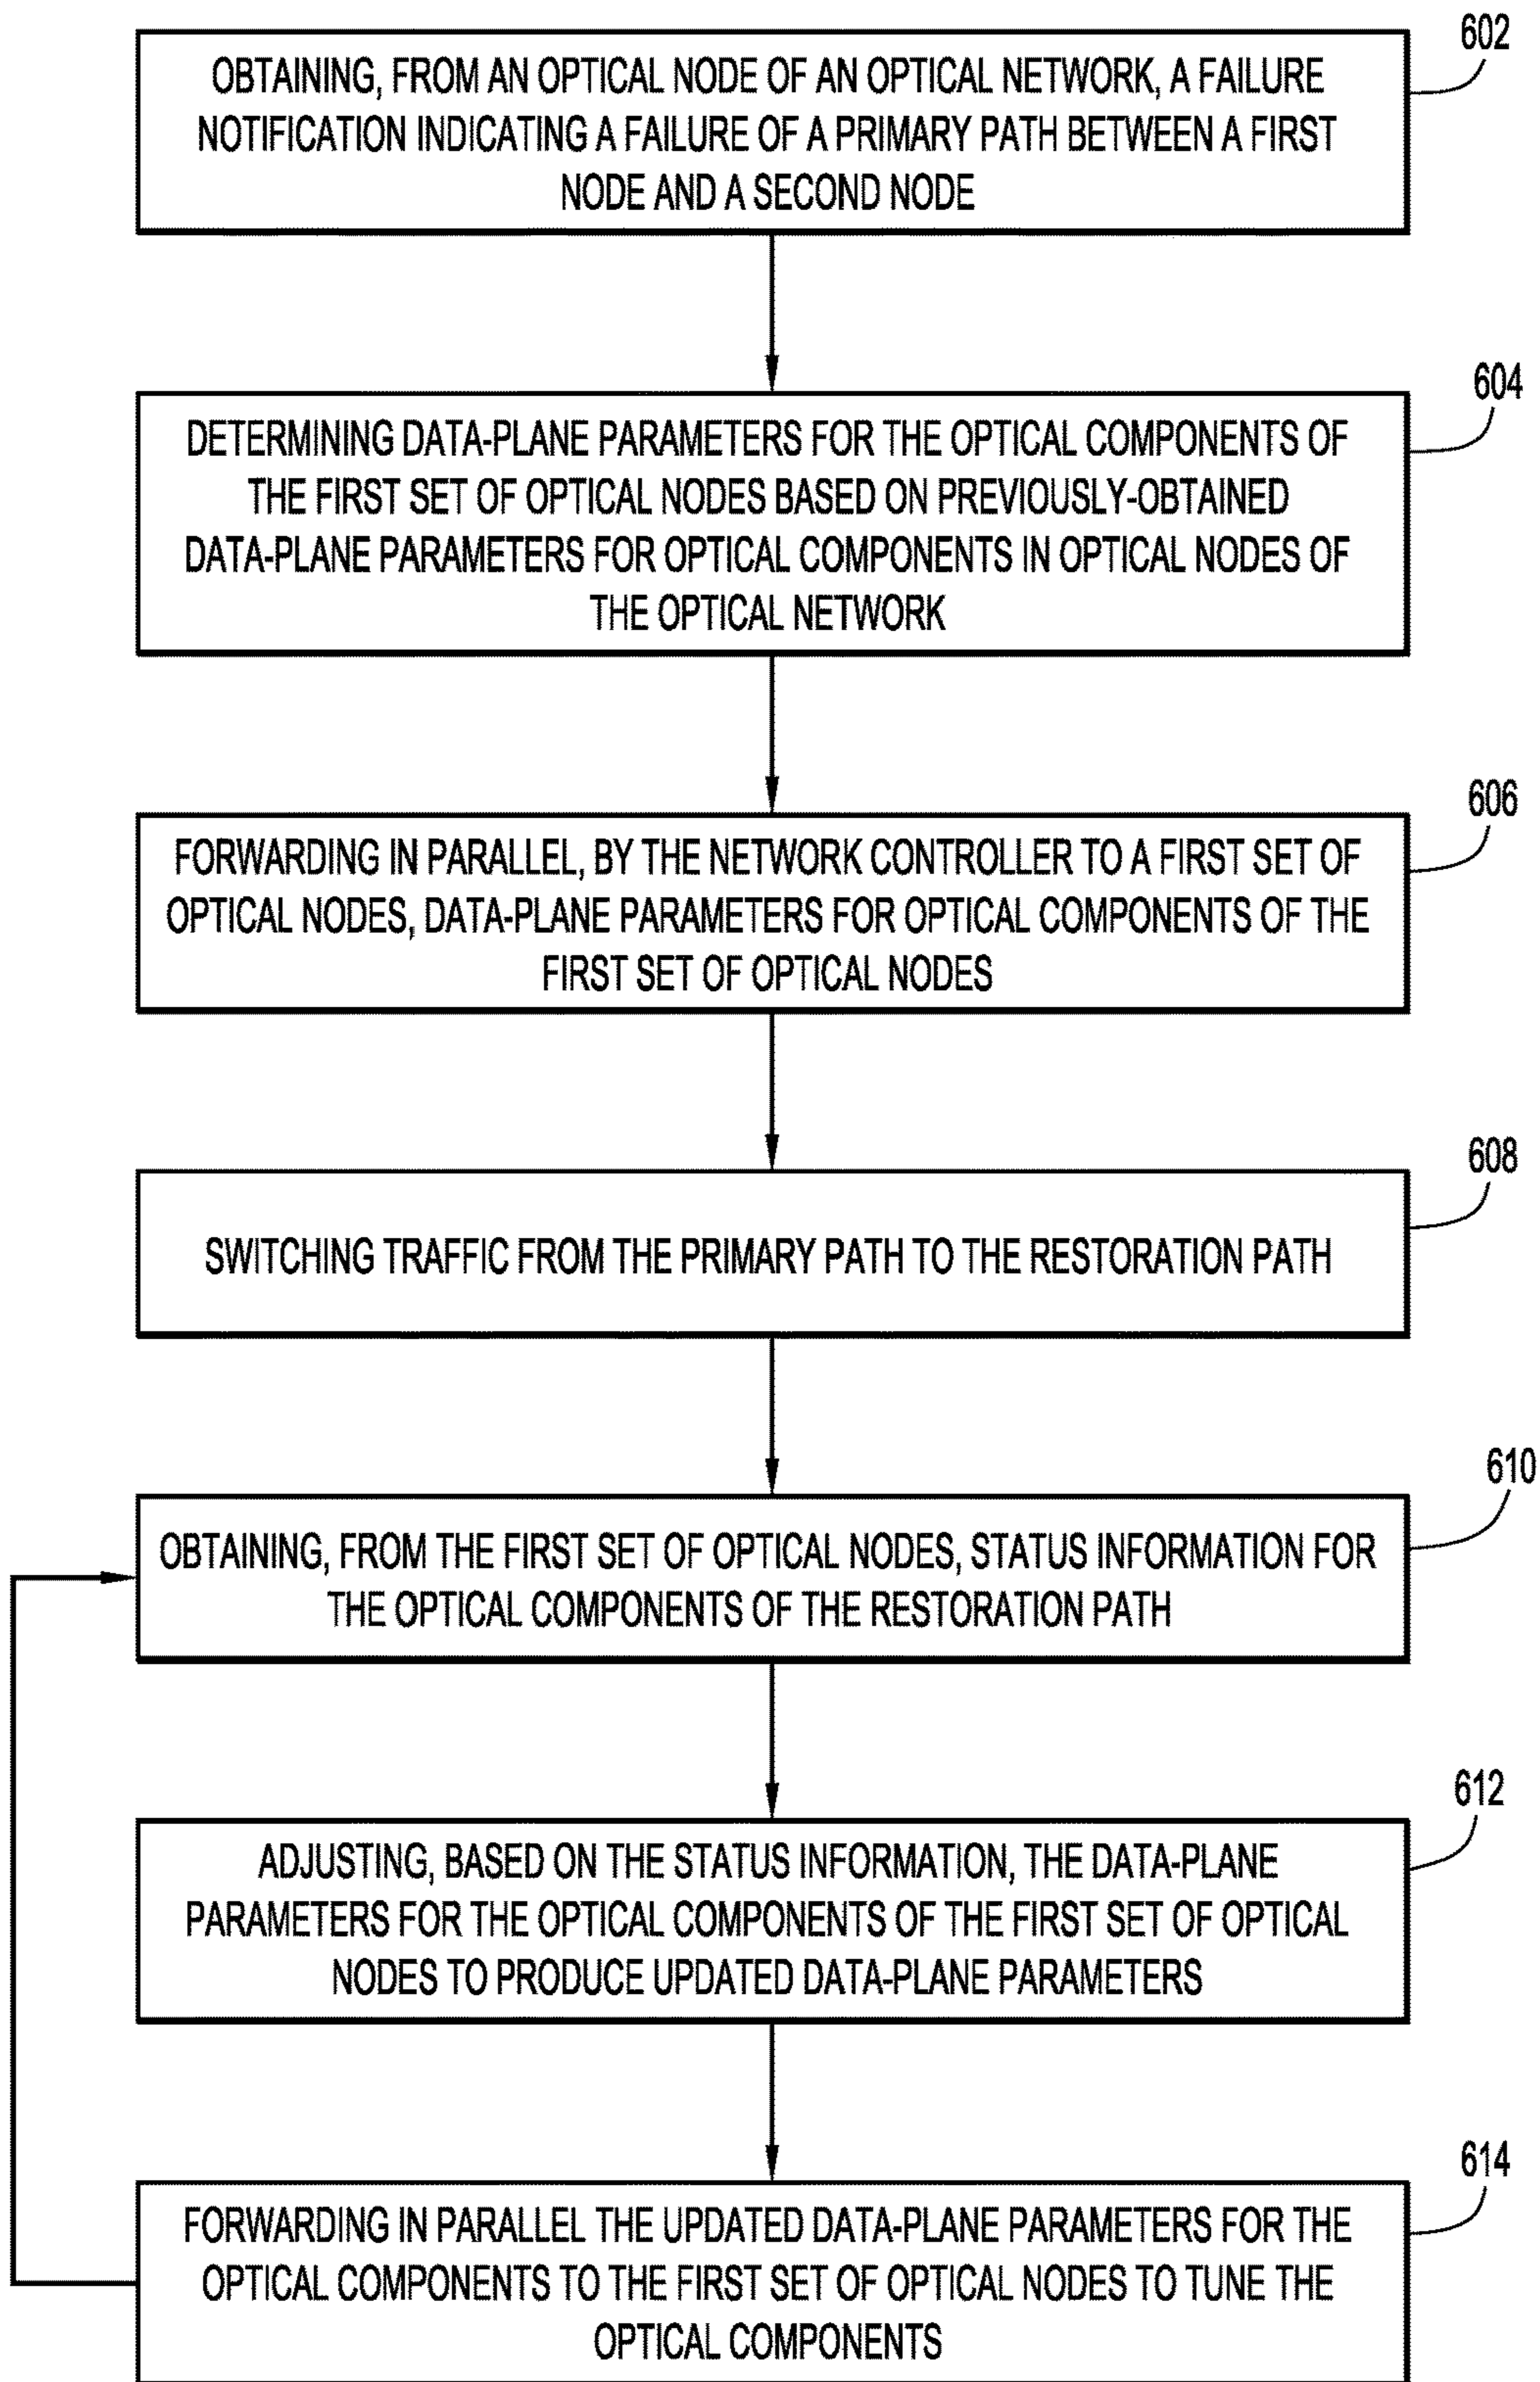 602
OBTAINING, FROM AN OPTICAL NODE OF AN OPTICAL NETWORK, A FAILURE
NOTIFICATION INDICATING A FAILURE OF A PRIMARY PATH BETWEEN A FIRST
NODE AND A SECOND NODE
604
DETERMINING DATA-PLANE PARAMETERS FOR THE OPTICAL COMPONENTS OF
THE FIRST SET OF OPTICAL NODES BASED ON PREVIOUSLY-OBTAINED
DATA-PLANE PARAMETERS FOR OPTICAL COMPONENTS IN OPTICAL NODES OF
THE OPTICAL NETWORK
606
FORWARDING IN PARALLEL, BY THE NETWORK CONTROLLER TO A FIRST SET OF
OPTICAL NODES, DATA-PLANE PARAMETERS FOR OPTICAL COMPONENTS OF THE
FIRST SET OF OPTICAL NODES
608
SWITCHING TRAFFIC FROM THE PRIMARY PATH TO THE RESTORATION PATH
610
OBTAINING, FROM THE FIRST SET OF OPTICAL NODES, STATUS INFORMATION FOR
THE OPTICAL COMPONENTS OF THE RESTORATION PATH
612
ADJUSTING, BASED ON THE STATUS INFORMATION, THE DATA-PLANE
PARAMETERS FOR THE OPTICAL COMPONENTS OF THE FIRST SET OF OPTICAL
NODES TO PRODUCE UPDATED DATA-PLANE PARAMETERS
614
FORWARDING IN PARALLEL THE UPDATED DATA-PLANE PARAMETERS FOR THE
OPTICAL COMPONENTS TO THE FIRST SET OF OPTICAL NODES TO TUNE THE
OPTICAL COMPONENTS